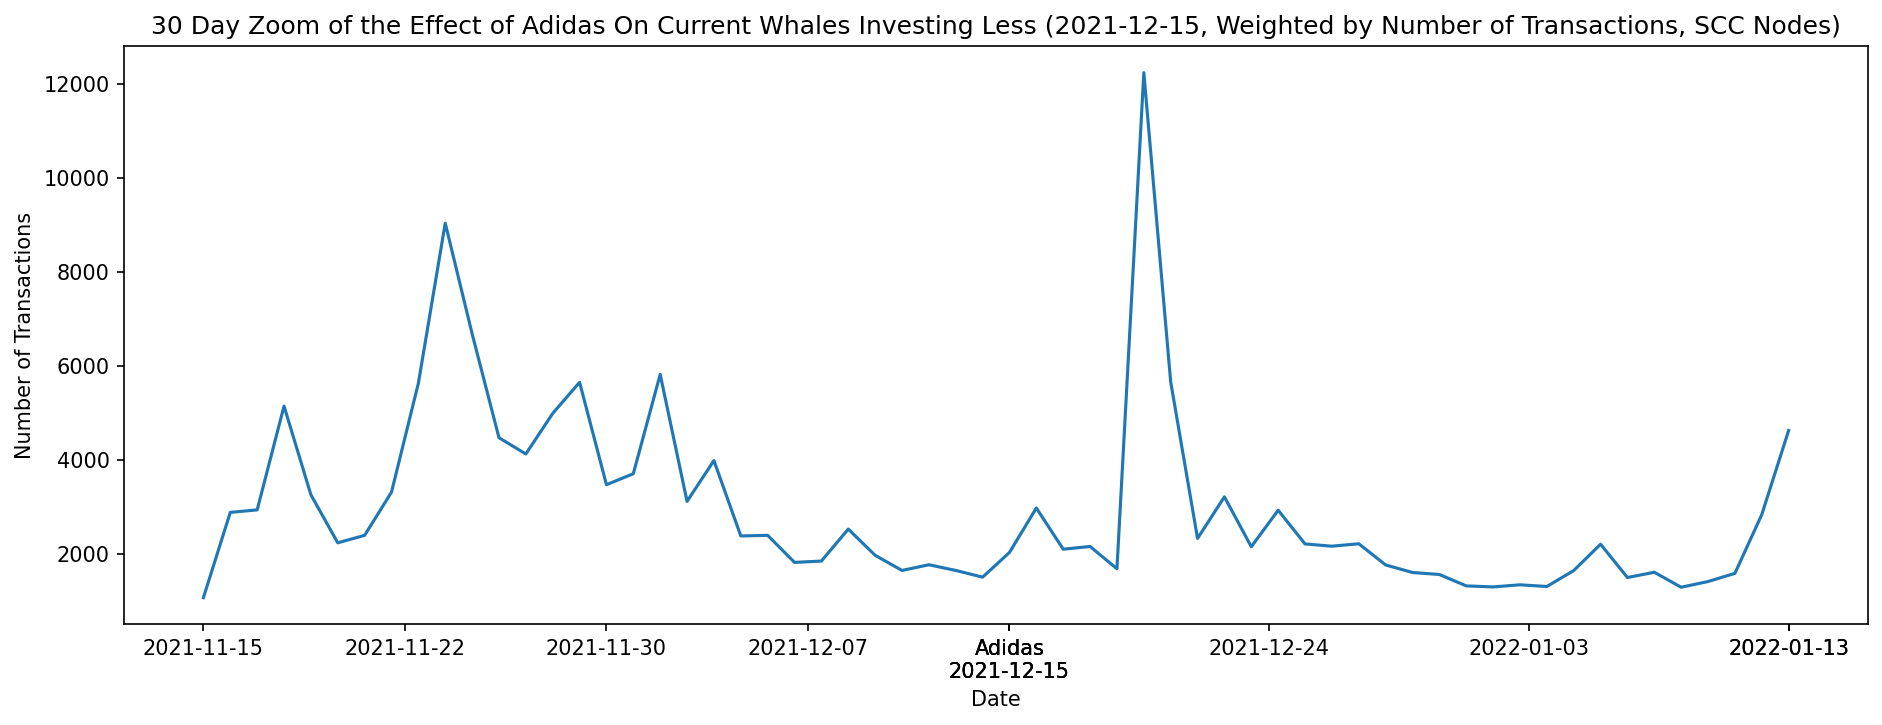 30 Day Zoom of the Effect of Adidas On Current Whales Investing Less (2021-12-15, Weighted by Number of Transactions, SCC Nodes)
12000
10000
8000
6000
4000
2000
Number of Transactions
2021-11-15 2021-11-22 2021-11-30 2021-12-07 Adidas 2021-12-24 2022-01-03 2022-01-13
2021-12-15
Date